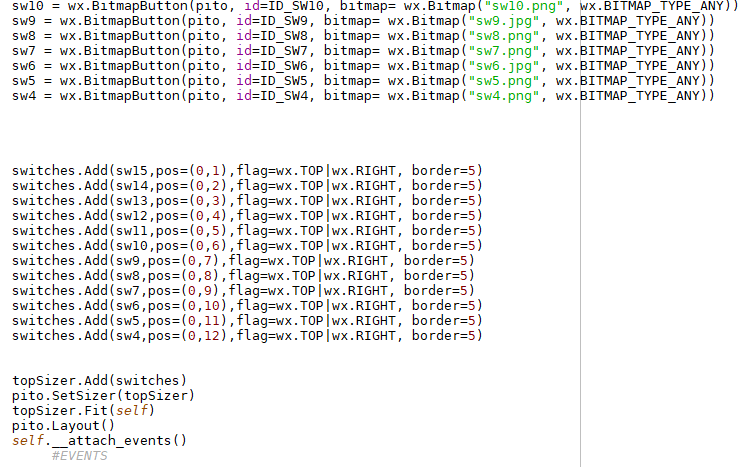 sw10 = wx.BitmapButton(pito, id=ID_SW10, bitmap= wx.Bitmap("sw10.png", wx.BITMAP_TYPE_ANY))
sw9 = wx.BitmapButton(pito, id=ID_SW9, bitmap= wx.Bitmap("sw9.jpg", wx.BITMAP_TYPE_ANY))
sw8 = wx.BitmapButton(pito, id=ID_SW8, bitmap= wx.Bitmap("sw8.png", wx.BITMAP_TYPE_ANY))
sw7 = wx.BitmapButton(pito, id=ID_SW7, bitmap= wx.Bitmap("sw7.png", wx.BITMAP_TYPE_ANY))
sw6 = wx.BitmapButton(pito, id=ID_SW6, bitmap= wx.Bitmap("sw6.jpg", wx.BITMAP_TYPE_ANY))
sw5 = wx.BitmapButton(pito, id=ID_SW5, bitmap= wx.Bitmap("sw5.png", wx.BITMAP_TYPE_ANY))
sw4 = wx.BitmapButton(pito, id=ID_SW4, bitmap= wx.Bitmap("sw4.png", wx.BITMAP_TYPE_ANY))
switches.Add(sw15,pos=(0,1),flag=wx.TOP|wx.RIGHT, border=5)
switches.Add(sw14,pos=(0,2),flag=wx.TOP|wx.RIGHT, border=5)
switches.Add(sw13,pos=(0,3),flag=wx.TOP|wx.RIGHT, border=5)
switches.Add(sw12,pos=(0,4),flag=wx.TOP|wx.RIGHT, border=5)
switches.Add(sw11,pos=(0,5),flag=wx.TOP|wx.RIGHT, border=5)
switches.Add(sw10,pos=(0,6),flag=wx.TOP|wx.RIGHT, border=5)
switches.Add(sw9,pos=(0,7),flag=wx.TOP|wx.RIGHT, border=5)
switches.Add(sw8,pos=(0,8),flag=wx.TOP|wx.RIGHT, border=5)
switches.Add(sw7,pos=(0,9),flag=wx.TOP|wx.RIGHT, border=5)
switches.Add(sw6,pos=(0,10),flag=wx.TOP|wx.RIGHT, border=5)
switches.Add(sw5,pos=(0,11),flag=wx.TOP|wx.RIGHT, border=5)
switches.Add(sw4,pos=(0,12),flag=wx.TOP|wx.RIGHT, border=5)
topSizer.Add(switches)
pito.SetSizer(topSizer)
topSizer.Fit(self)
pito.Layout()
self.__attach_events()
#EVENTS